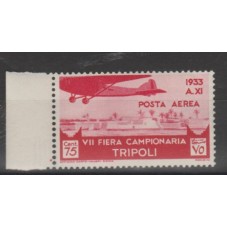 1933
A. XI
POSTA AEREA
Cent.
75
VII FIERA CAMPIONARIA
TRIPOLI